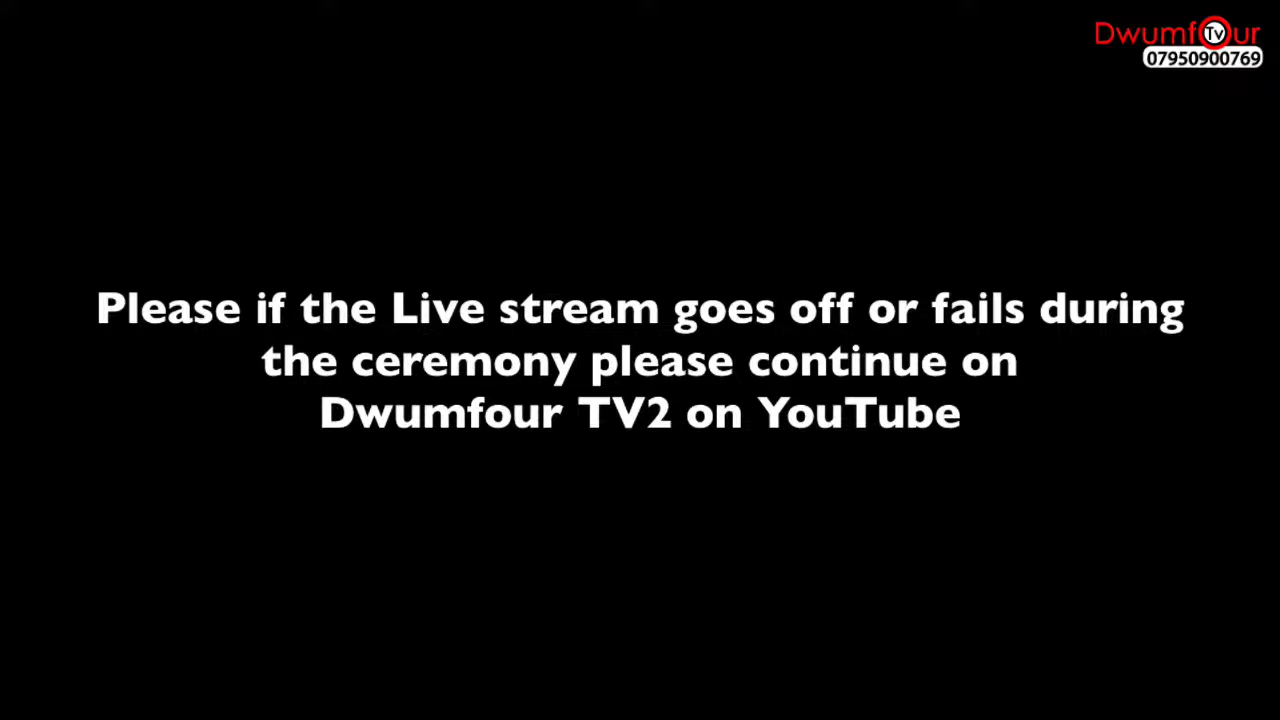 Dwumfour
Tv
07950900769
Please if the Live stream goes off or fails during
the ceremony please continue on
Dwumfour TV2 on YouTube